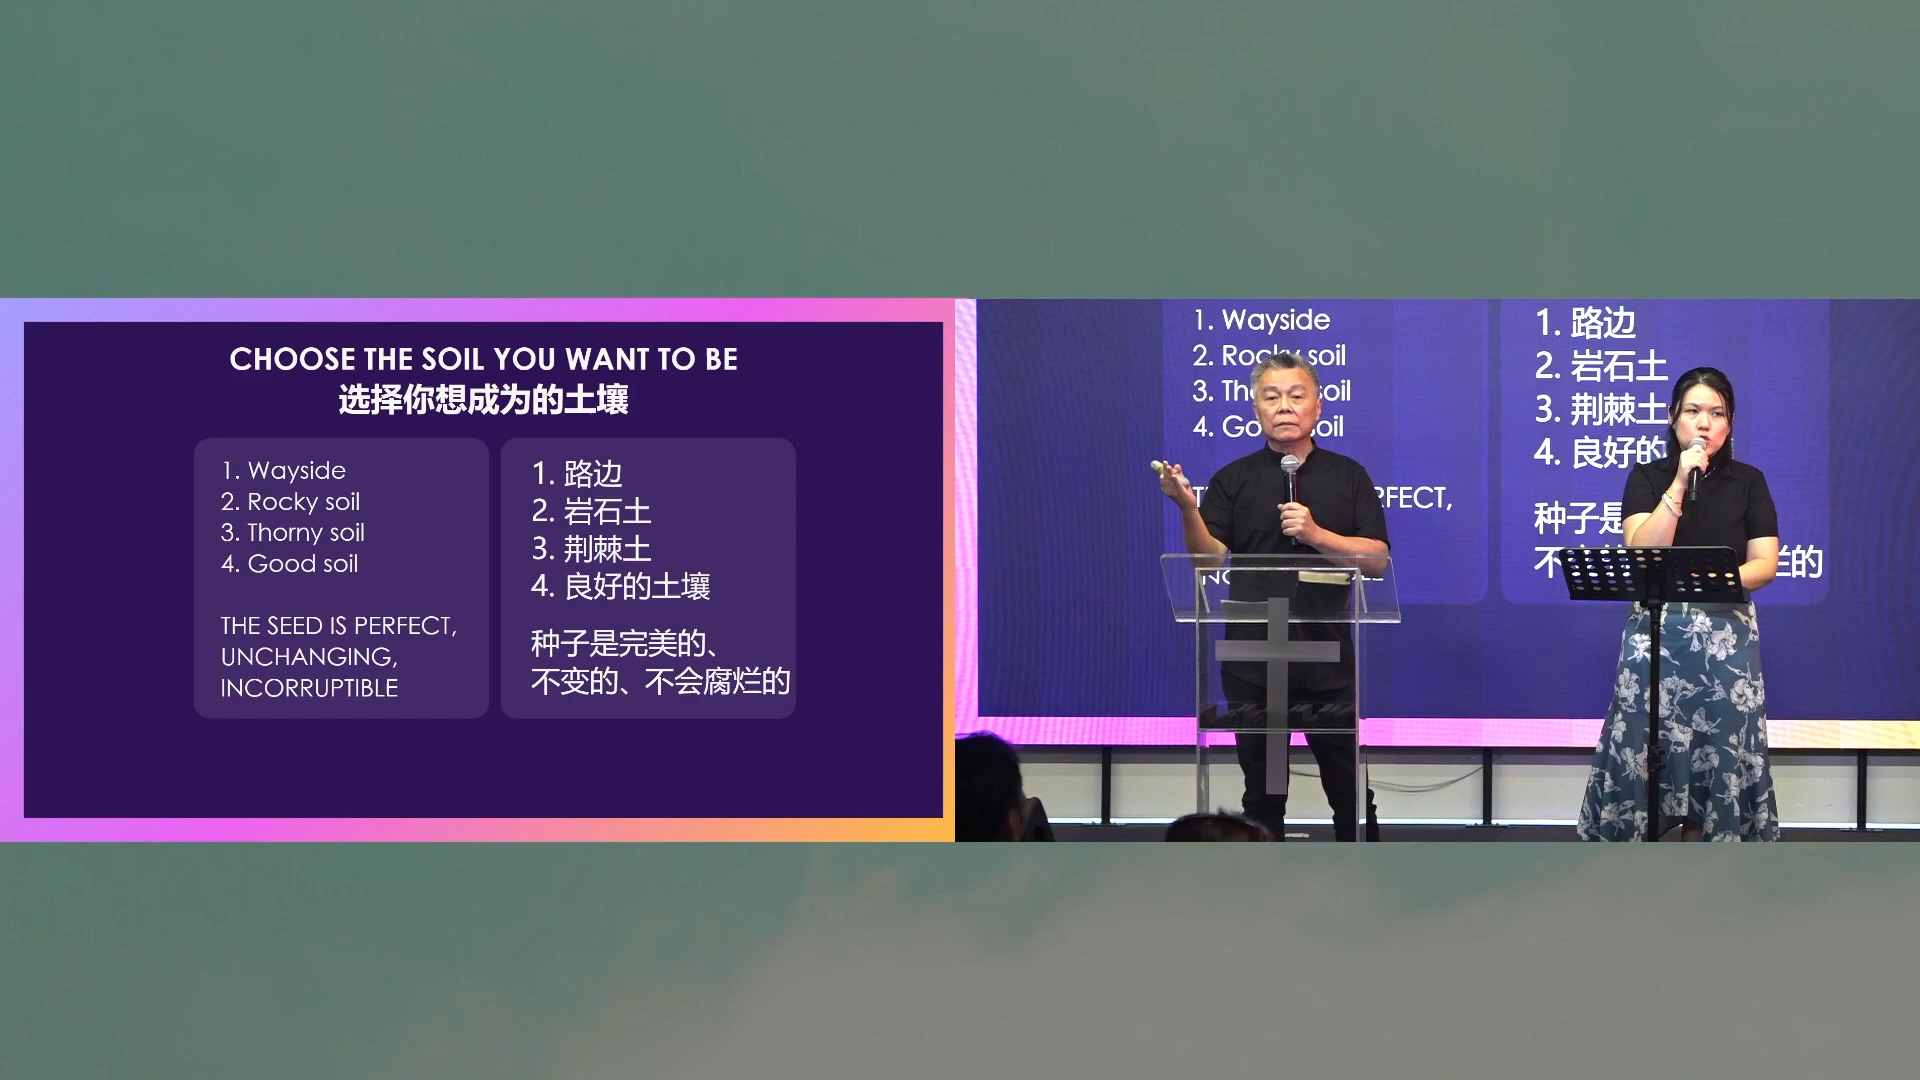 CHOOSE THE SOIL YOU WANT TO BE
选择你想成为的土壤
1. Wayside
2. Rocky soil
3. Thorny soil
4. Good soil
THE SEED IS PERFECT,
UNCHANGING,
INCORRUPTIBLE
1. 路边
2. 岩石土
3. 荆棘土
4. 良好的土壤
种子是完美的、
不变的、不会腐烂的
1. Wayside
2. Rocky soil
3. Th soil
4. Go soil
RFECT,
1. 路边
2. 岩石土
3. 荆棘土
4. 良好的
种子是
不 烂的